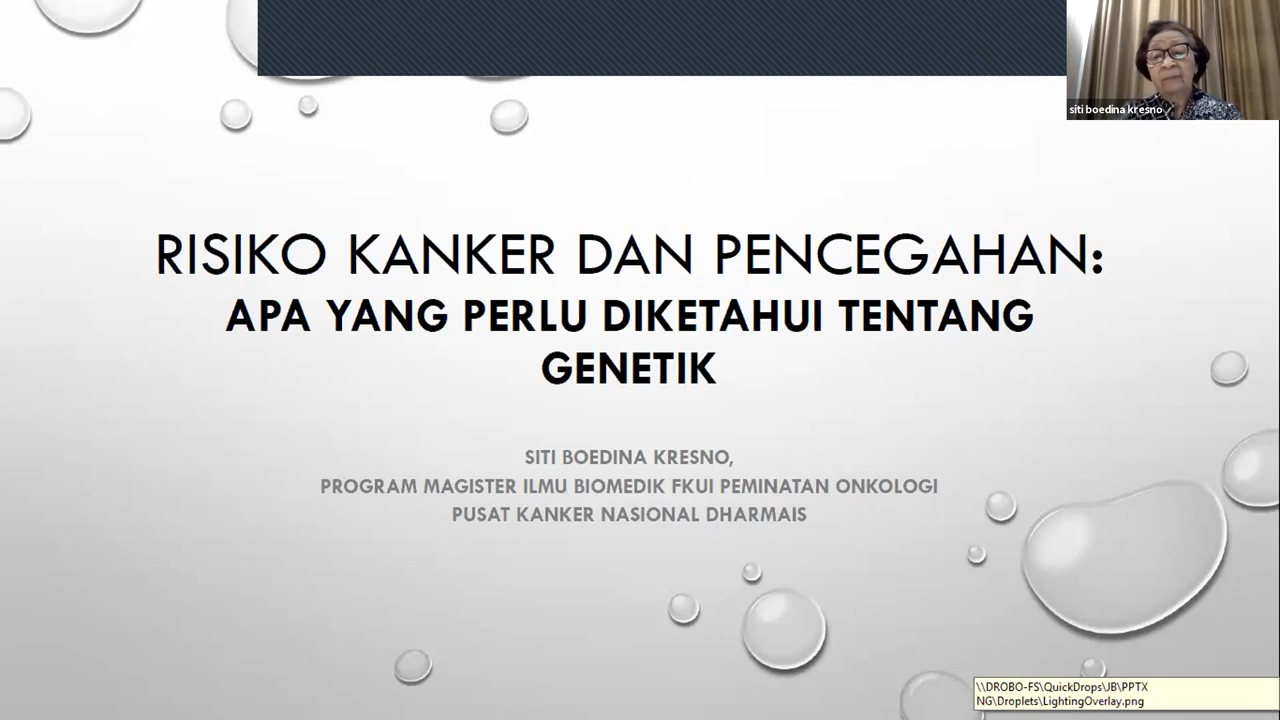 siti boedina kresno
RISIKO KANKER DAN PENCEGAHAN:
APA YANG PERLU DIKETAHUI TENTANG
GENETIK
SITI BOEDINA KRESNO,
PROGRAM MAGISTER ILMU BIOMEDIK FKUI PEMINATAN ONKOLOGI
PUSAT KANKER NASIONAL DHARMAIS
\\DROBO-FS\QuickDrops\JB\PPTX
NG\Droplets\LightingOverlay.png